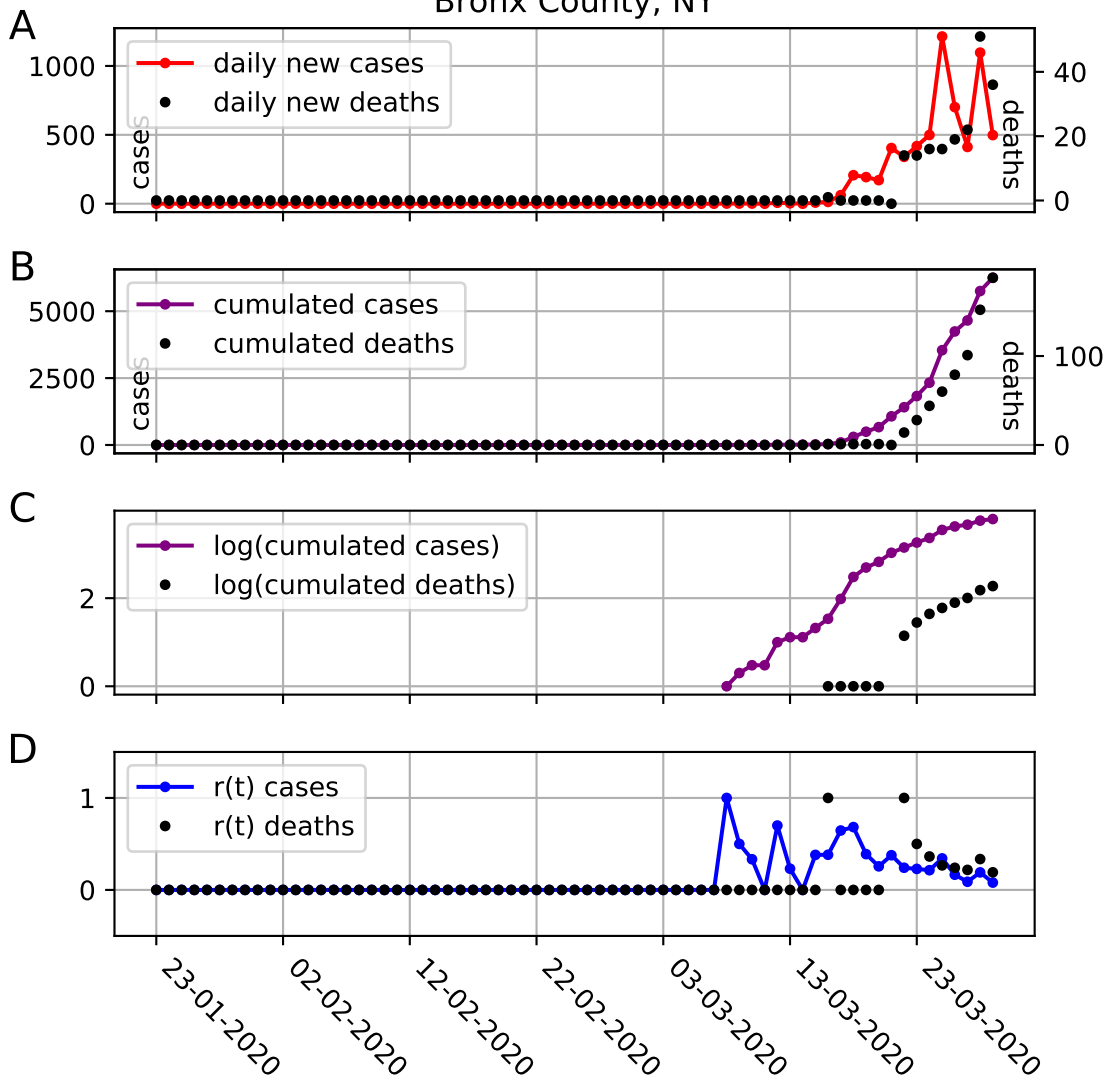 Bronx County, NY
A
daily new cases
daily new deaths
1000
500
0
cases
40
20
0
deaths
B
cumulated cases
cumulated deaths
5000
2500
0
cases
100
0
deaths
C
log(cumulated cases)
log(cumulated deaths)
2
0
D
r(t) cases
r(t) deaths
1
0
23-01-2020
02-02-2020
12-02-2020
22-02-2020
03-03-2020
13-03-2020
23-03-2020